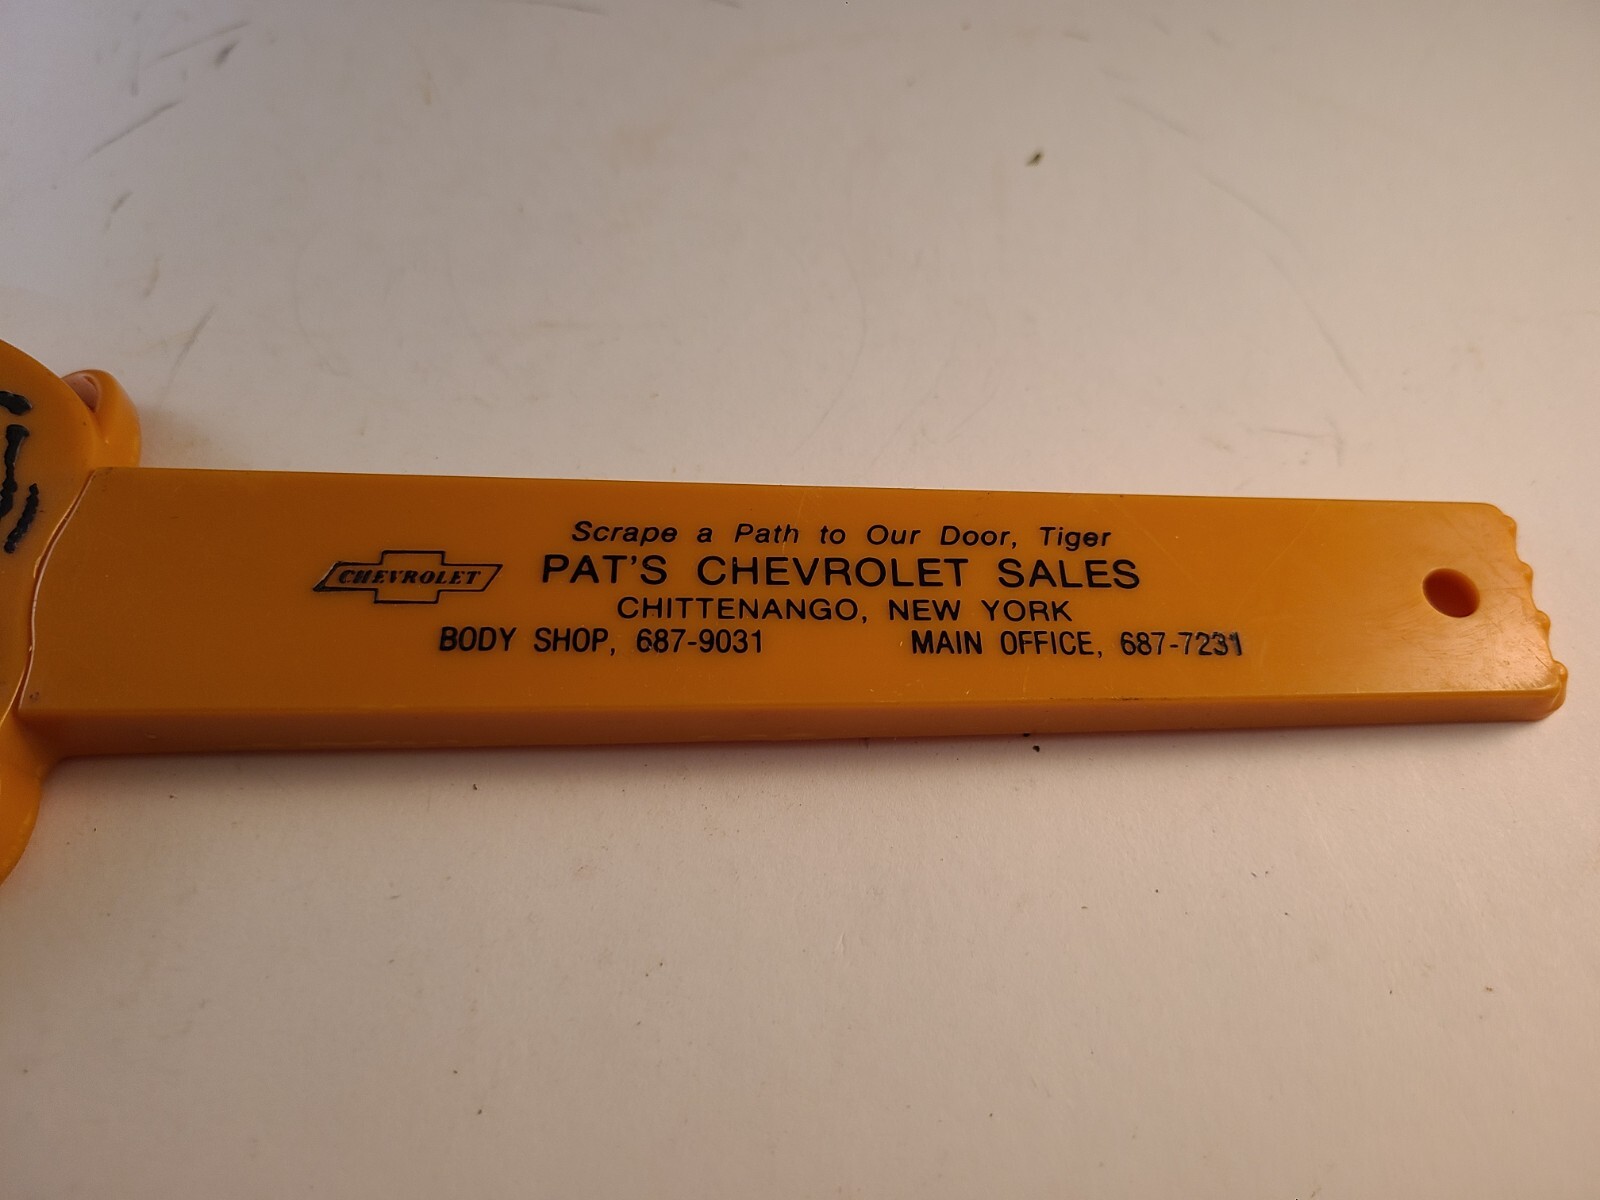 Scrape a Path to Our Door, Tiger
CHEVROLET
PAT'S CHEVROLET SALES
CHITTENANGO, NEW YORK
BODY SHOP, 687-9031 MAIN OFFICE, 687-7231